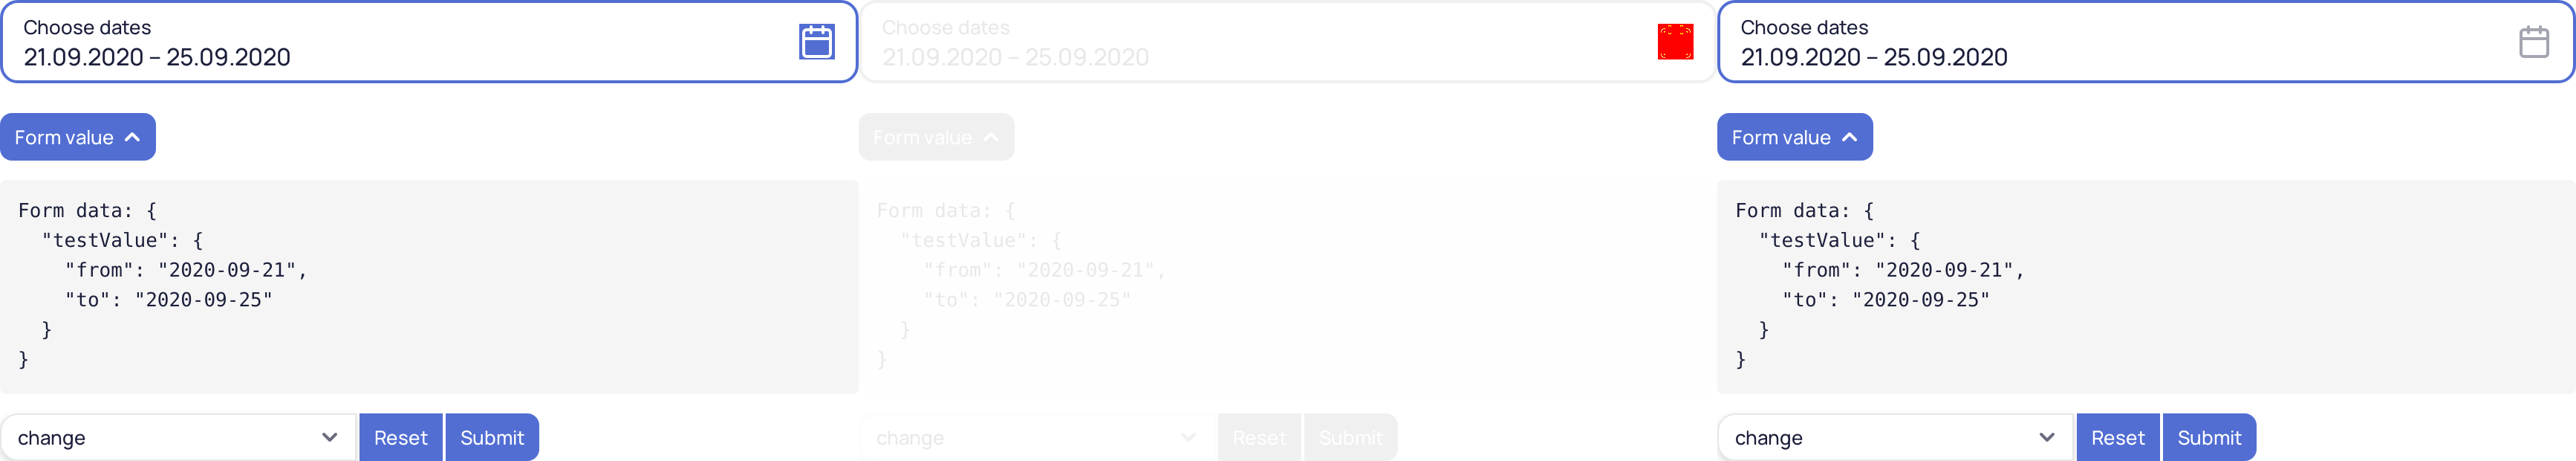 Choose dates
21.09.2020 – 25.09.2020
Form value
Form data: {
  "testValue": {
    "from": "2020-09-21",
    "to": "2020-09-25"
  }
}
change
Reset
Submit
Choose dates
21.09.2020 – 25.09.2020
Form value
Form data: {
  "testValue": {
    "from": "2020-09-21",
    "to": "2020-09-25"
  }
}
change
Reset
Submit
Choose dates
21.09.2020 – 25.09.2020
Form value
Form data: {
  "testValue": {
    "from": "2020-09-21",
    "to": "2020-09-25"
  }
}
change
Reset
Submit